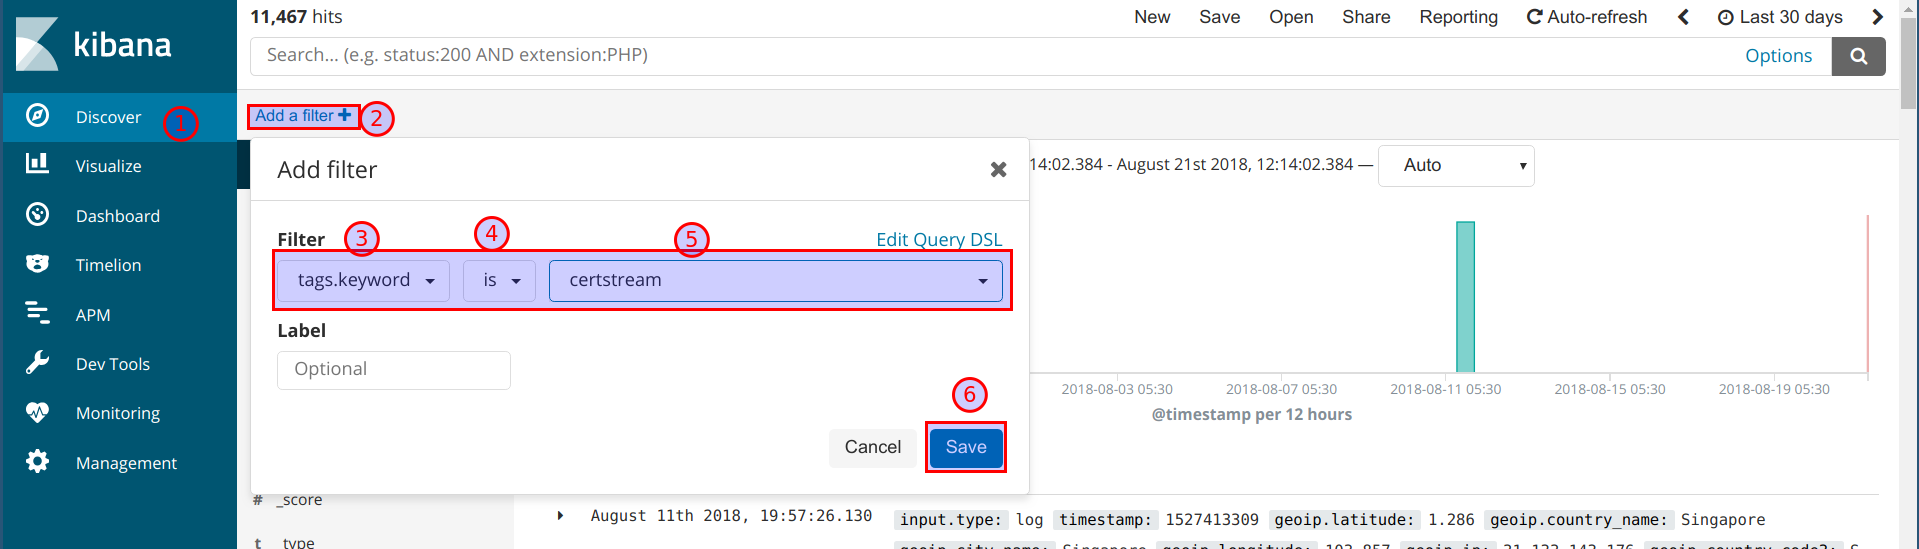 kibana
Discover
1
Visualize
Dashboard
Timelion
APM
Dev Tools
Monitoring
Management
11,467 hits
New Save Open Share Reporting Auto-refresh Last 30 days
Search... (e.g. status:200 AND extension:PHP)
Options
Add a filter
2
14:02.384 - August 21st 2018, 12:14:02.384 — Auto
Add filter
Filter
3
4
5
Edit Query DSL
tags.keyword is certstream
Label
Optional
6
Cancel Save
2018-08-03 05:30 2018-08-07 05:30 2018-08-11 05:30 2018-08-15 05:30 2018-08-19 05:30
@timestamp per 12 hours
# _score
t _type
August 11th 2018, 19:57:26.130 input.type: log timestamp: 1527413309 geoip.latitude: 1.286 geoip.country_name: Singapore